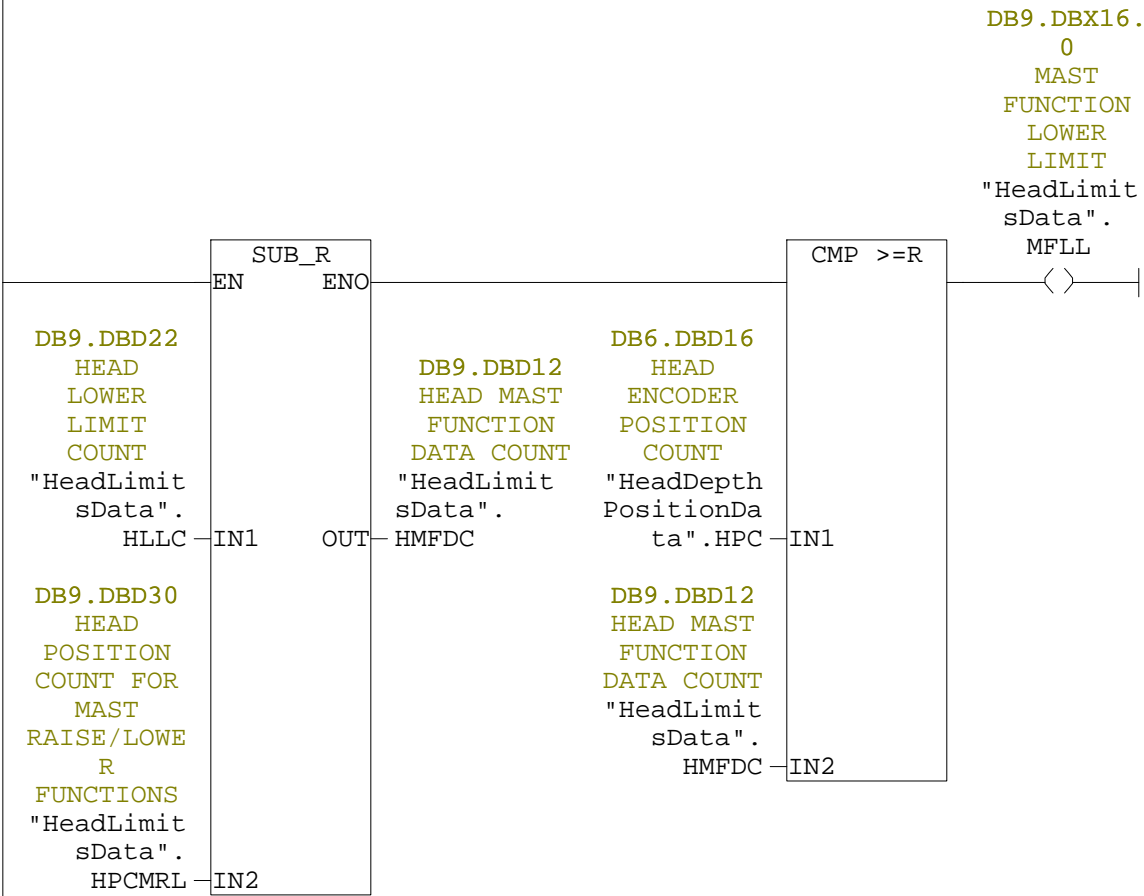 DB9.DBX16.
0
MAST
FUNCTION
LOWER
LIMIT
"HeadLimit
sData".
MFLL
SUB_R
EN ENO
CMP >=R
DB9.DBD22
HEAD
LOWER
LIMIT
COUNT
"HeadLimit
sData".
HLLC
IN1 OUT
DB9.DBD12
HEAD MAST
FUNCTION
DATA COUNT
"HeadLimit
sData".
HMFDC
DB6.DBD16
HEAD
ENCODER
POSITION
COUNT
"HeadDepth
PositionDa
ta".HPC
IN1
DB9.DBD30
HEAD
POSITION
COUNT FOR
MAST
RAISE/LOWE
R
FUNCTIONS
"HeadLimit
sData".
HPCMRL
IN2
DB9.DBD12
HEAD MAST
FUNCTION
DATA COUNT
"HeadLimit
sData".
HMFDC
IN2